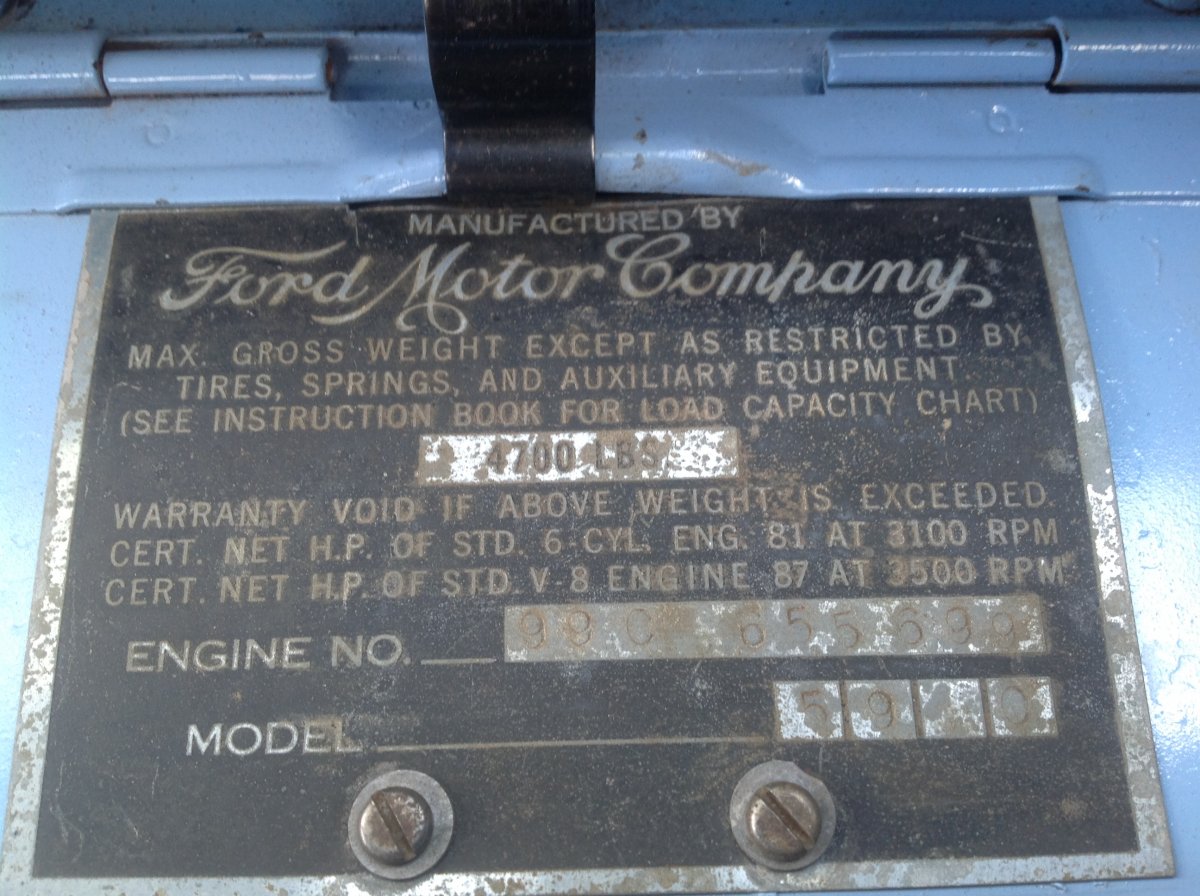 MANUFACTURED BY
Ford Motor Company
MAX. GROSS WEIGHT EXCEPT AS RESTRICTED BY
TIRES, SPRINGS, AND AUXILIARY EQUIPMENT.
(SEE INSTRUCTION BOOK FOR LOAD CAPACITY CHART)
4700 LBS.
WARRANTY VOID IF ABOVE WEIGHT IS EXCEEDED
CERT. NET H.P. OF STD. 6-CYL. ENG. 81 AT 3100 RPM
CERT. NET H.P. OF STD. V-8 ENGINE 87 AT 3500 RPM
ENGINE NO. 99C 655699
MODEL